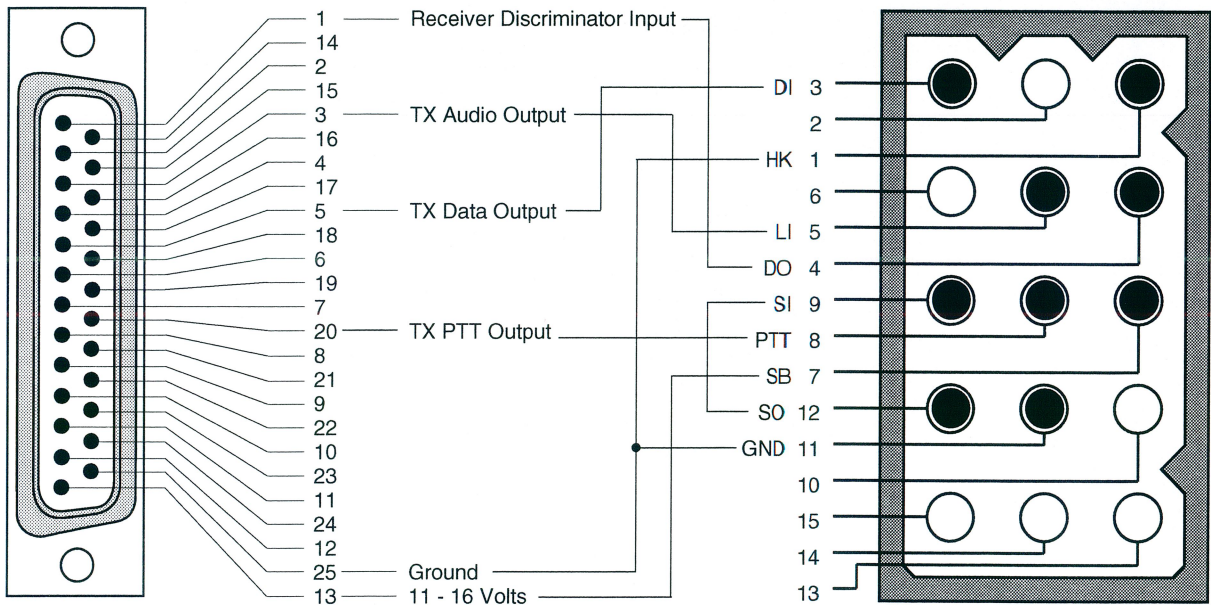 1 Receiver Discriminator Input
14
2
15
3 TX Audio Output
16
4
17
5 TX Data Output
18
6
19
7
20 TX PTT Output
8
21
9
22
10
23
11
24
12
25 Ground
13 11 - 16 Volts
DI 3
2
HK 1
6
LI 5
DO 4
SI 9
PTT 8
SB 7
SO 12
GND 11
10
15
14
13